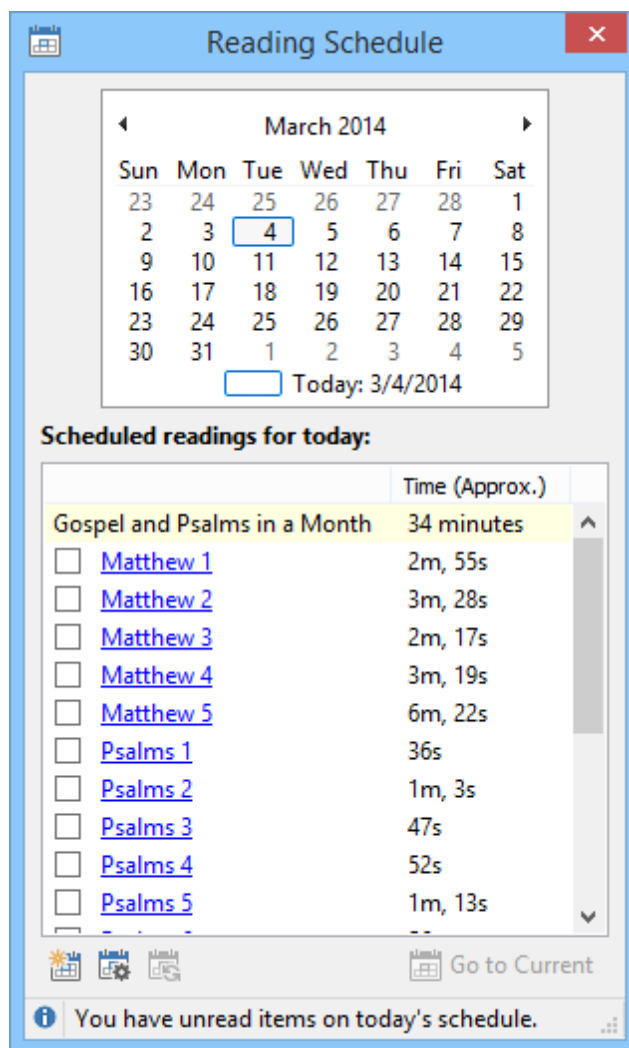 Reading Schedule
March 2014
Sun Mon Tue Wed Thu Fri Sat
23 24 25 26 27 28 1
2 3 4 5 6 7 8
9 10 11 12 13 14 15
16 17 18 19 20 21 22
23 24 25 26 27 28 29
30 31 1 2 3 4 5
Today: 3/4/2014
Scheduled readings for today:
Time (Approx.)
Gospel and Psalms in a Month 34 minutes
Matthew 1 2m, 55s
Matthew 2 3m, 28s
Matthew 3 2m, 17s
Matthew 4 3m, 19s
Matthew 5 6m, 22s
Psalms 1 36s
Psalms 2 1m, 3s
Psalms 3 47s
Psalms 4 52s
Psalms 5 1m, 13s
Go to Current
You have unread items on today's schedule.